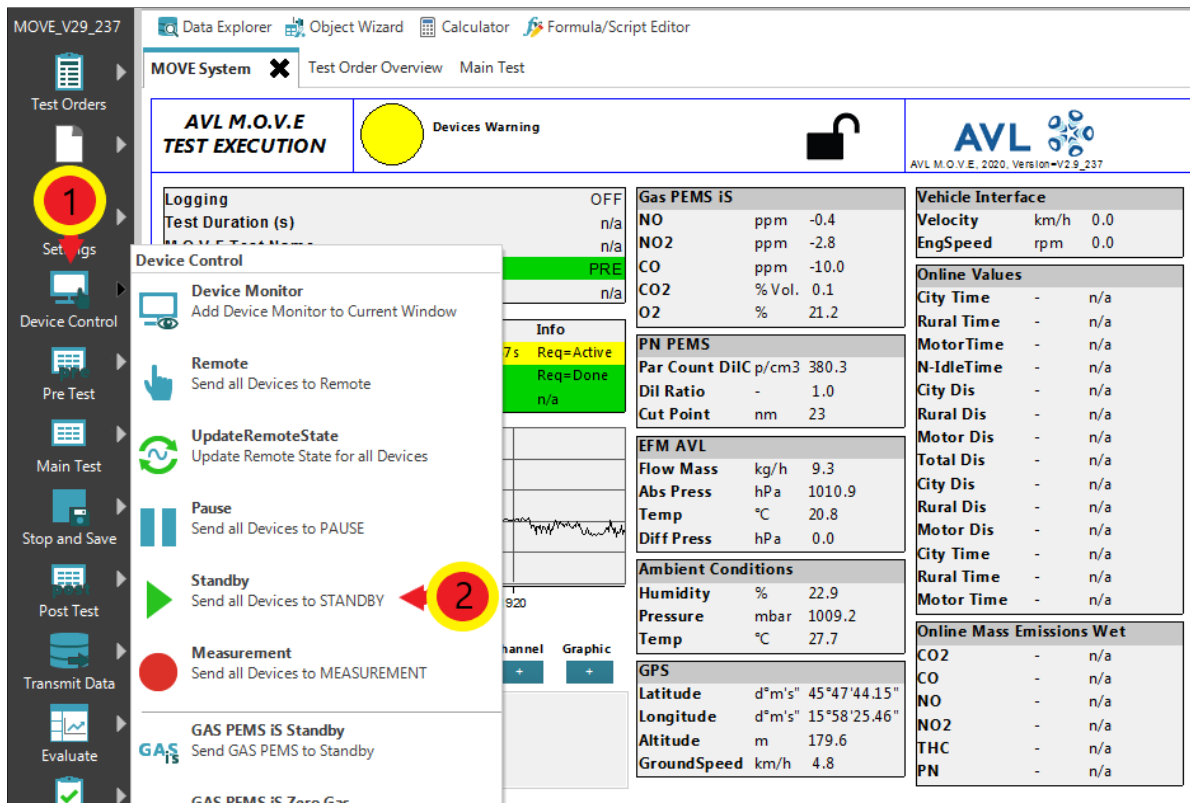 MOVE_V29_237
Data Explorer Object Wizard Calculator Formula/Script Editor
MOVE System Test Order Overview Main Test
Test Orders
1
Settings
Device Control
Pre Test
Main Test
Stop and Save
Post Test
Transmit Data
Evaluate
AVL M.O.V.E
TEST EXECUTION
Devices Warning
AVL
AVL M.O.V.E, 2020, Version=V2.9_237
Logging OFF
Test Duration (s) n/a
M.O.V.E Test Name n/a
PRE
n/a
Info
7 s Req=Active
Req=Done
n/a
920
hannel Graphic
+ +
Device Control
Device Monitor
Add Device Monitor to Current Window
Remote
Send all Devices to Remote
UpdateRemoteState
Update Remote State for all Devices
Pause
Send all Devices to PAUSE
Standby
Send all Devices to STANDBY
2
Measurement
Send all Devices to MEASUREMENT
GAS PEMS iS Standby
GAS iS Send GAS PEMS to Standby
GAS PEMS iS Zero Gas
Gas PEMS iS
NO ppm -0.4
NO2 ppm -2.8
CO ppm -10.0
CO2 % Vol. 0.1
O2 % 21.2
PN PEMS
Par Count DilC p/cm3 380.3
Dil Ratio - 1.0
Cut Point nm 23
EFM AVL
Flow Mass kg/h 9.3
Abs Press hPa 1010.9
Temp °C 20.8
Diff Press hPa 0.0
Ambient Conditions
Humidity % 22.9
Pressure mbar 1009.2
Temp °C 27.7
GPS
Latitude d°m's" 45°47'44.15"
Longitude d°m's" 15°58'25.46"
Altitude m 179.6
GroundSpeed km/h 4.8
Vehicle Interface
Velocity km/h 0.0
EngSpeed rpm 0.0
Online Values
City Time - n/a
Rural Time - n/a
MotorTime - n/a
N-IdleTime - n/a
City Dis - n/a
Rural Dis - n/a
Motor Dis - n/a
Total Dis - n/a
City Dis - n/a
Rural Dis - n/a
Motor Dis - n/a
City Time - n/a
Rural Time - n/a
Motor Time - n/a
Online Mass Emissions Wet
CO2 - n/a
CO - n/a
NO - n/a
NO2 - n/a
THC - n/a
PN - n/a